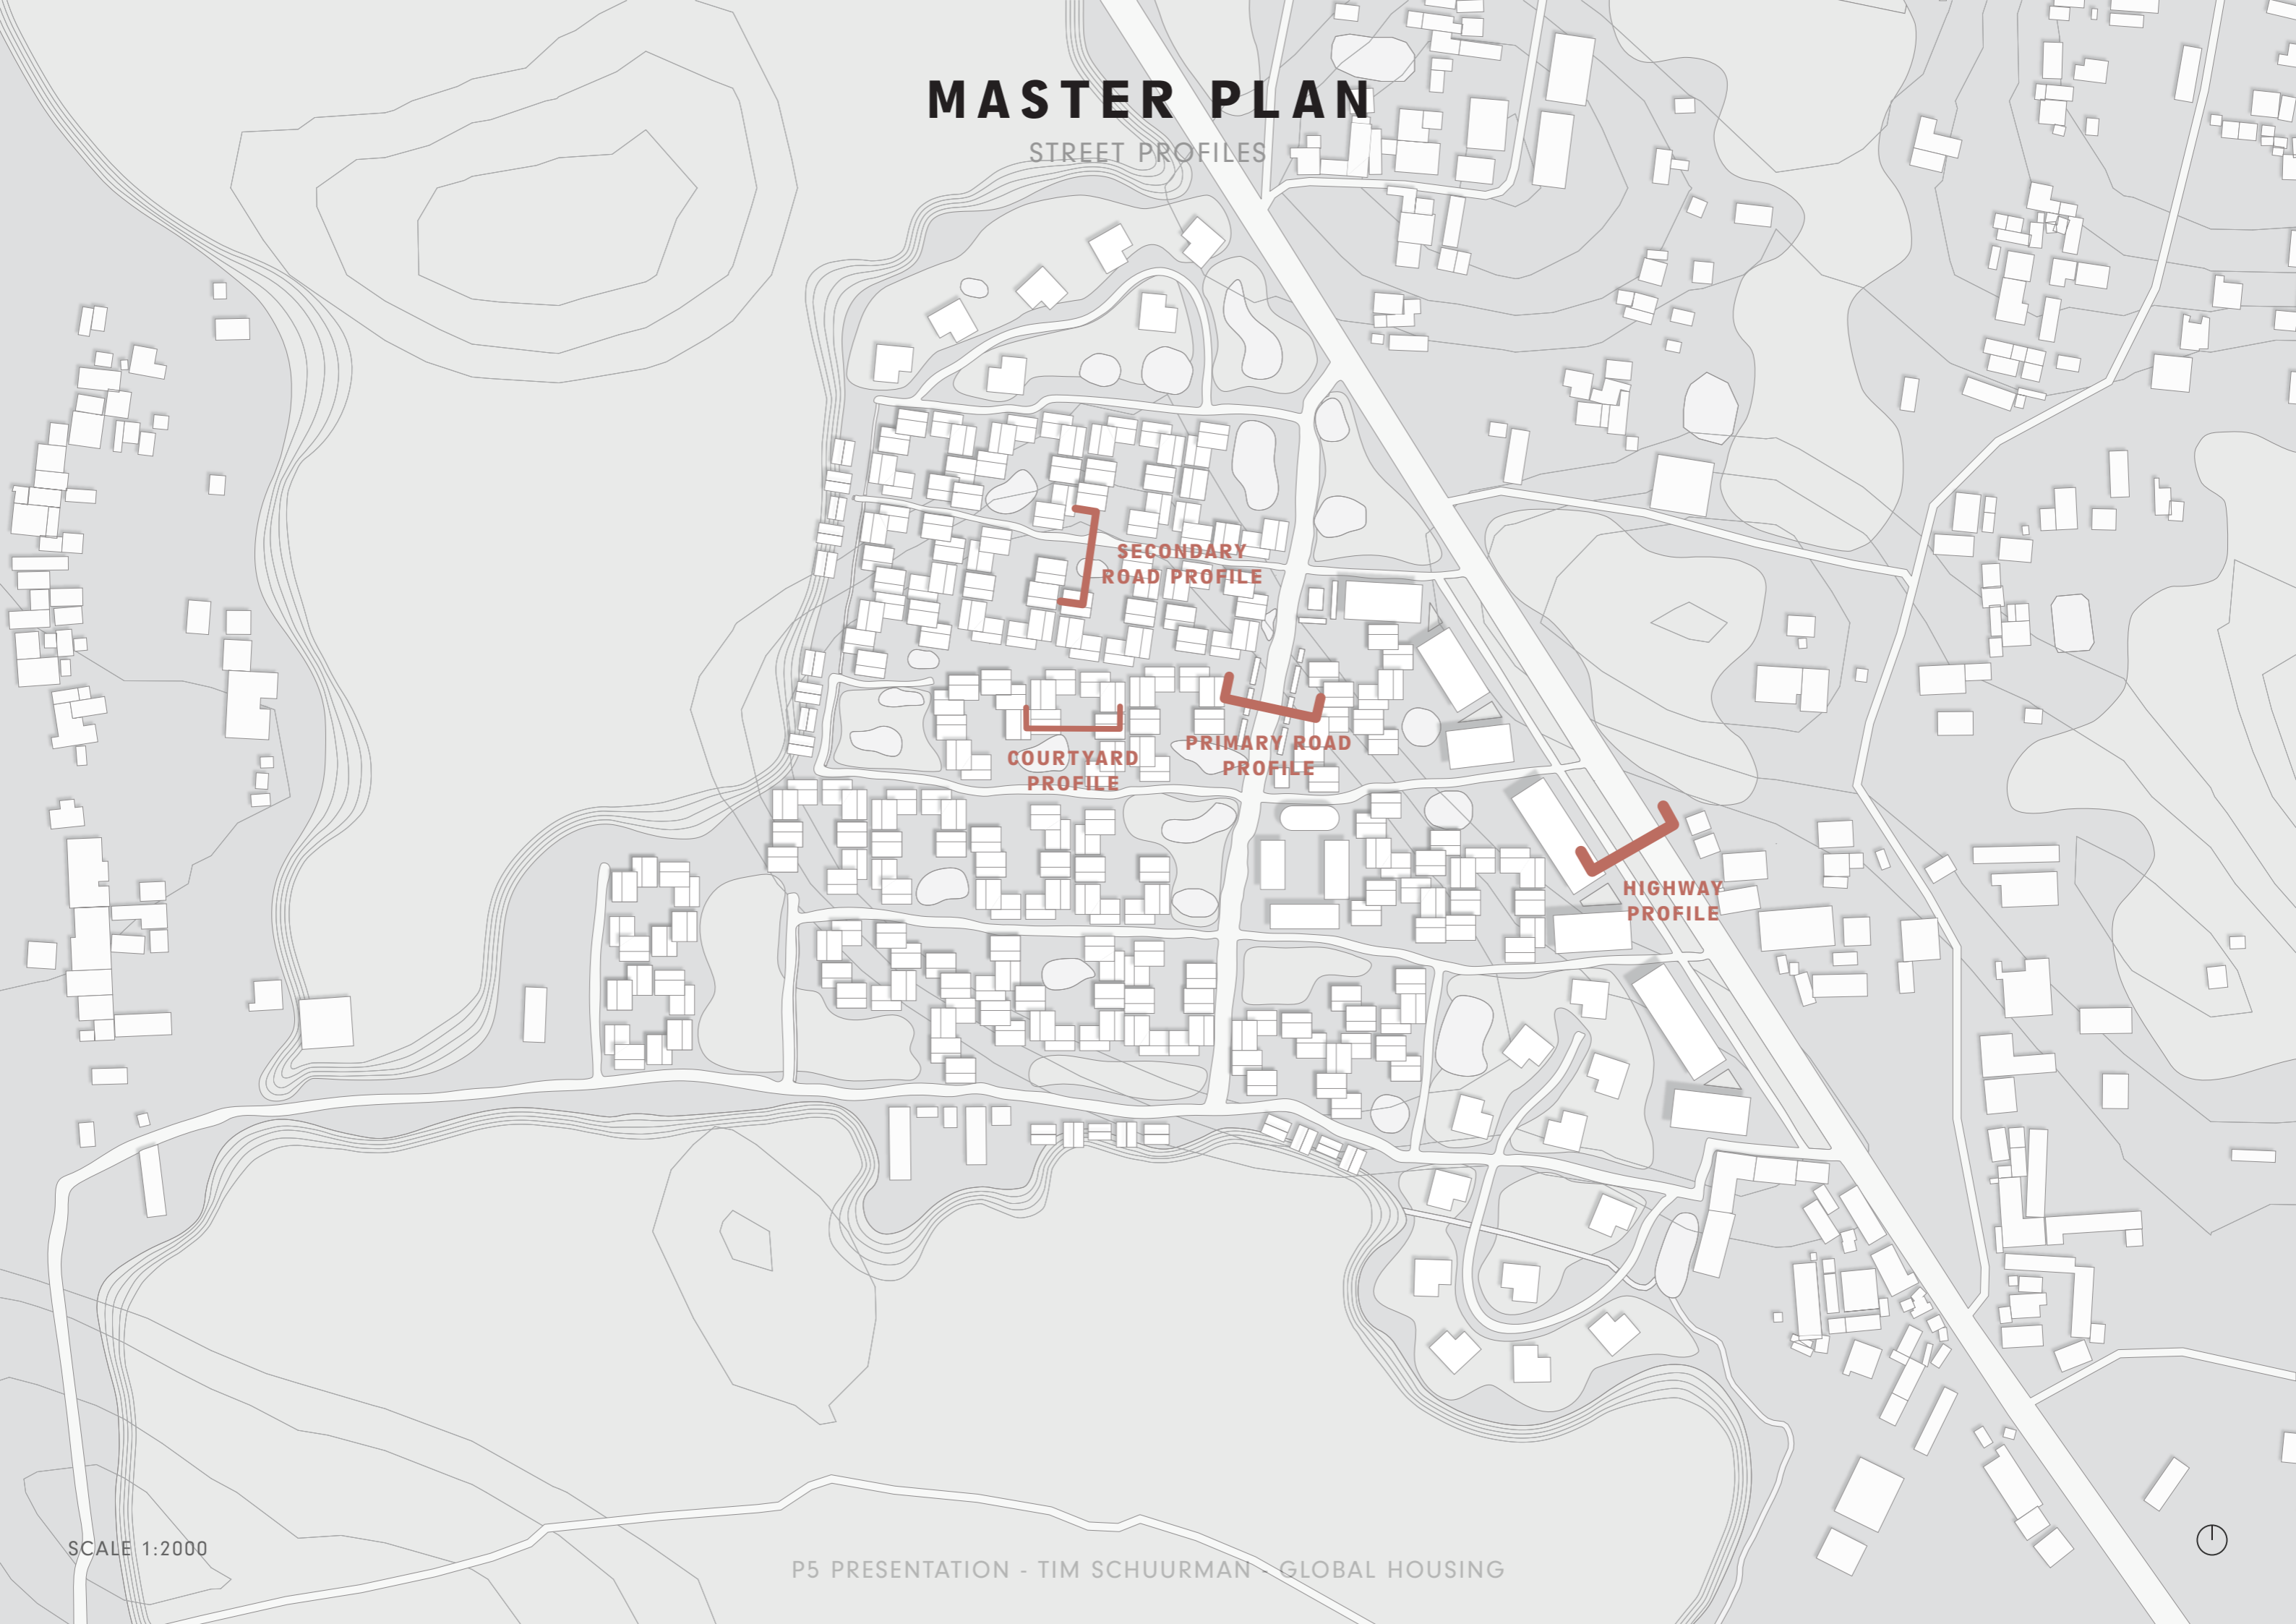 MASTER PLAN
STREET PROFILES
SECONDARY
ROAD PROFILE
PRIMARY ROAD
PROFILE
COURTYARD
PROFILE
HIGHWAY
PROFILE
SCALE 1:2000
P5 PRESENTATION - TIM SCHUURMAN - GLOBAL HOUSING